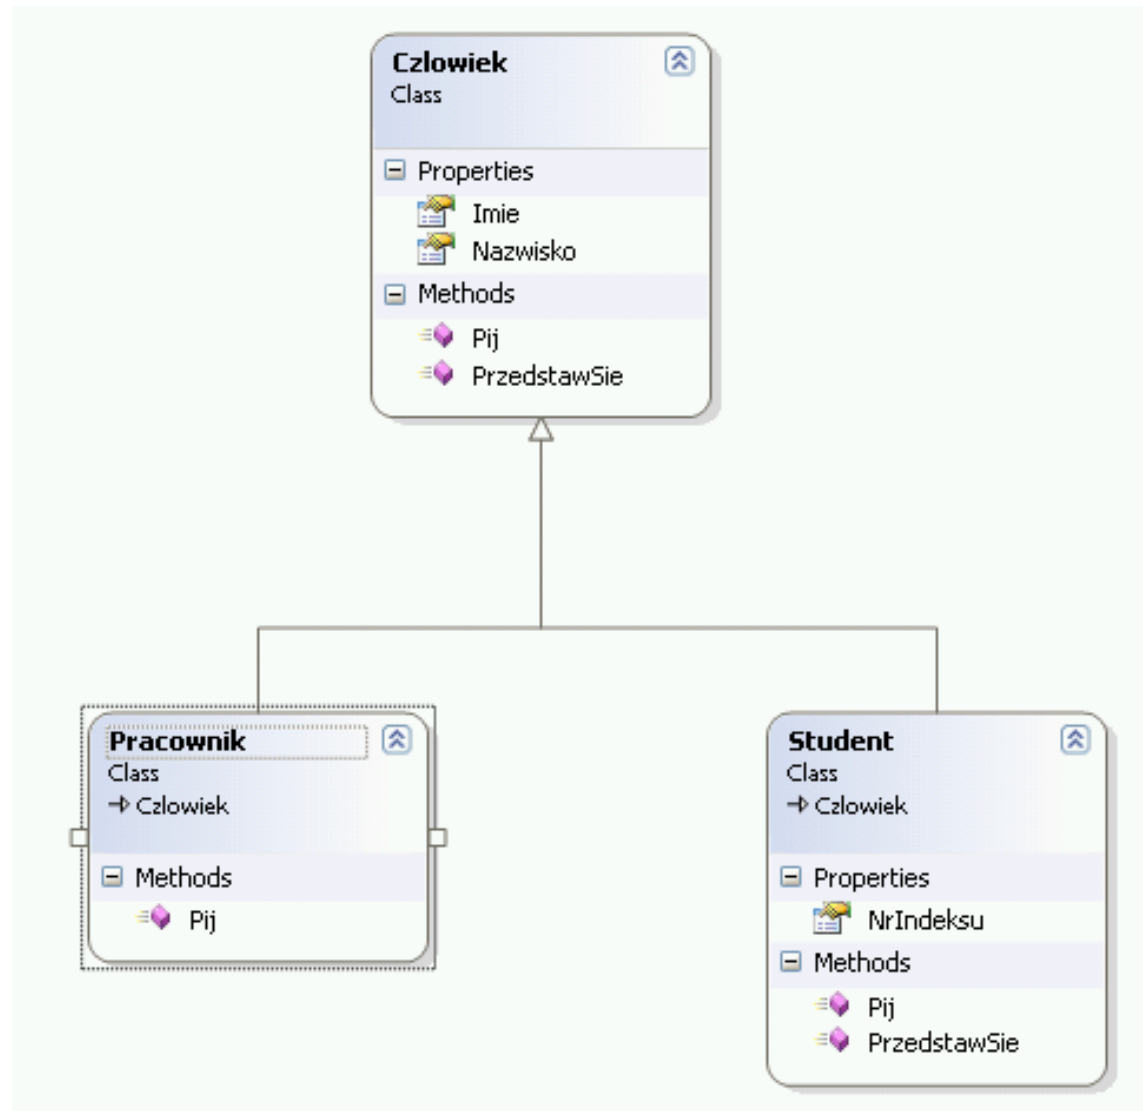 Czlowiek
Class
Properties
Imie
Nazwisko
Methods
Pij
PrzedstawSie
Pracownik
Class
Czlowiek
Methods
Pij
Student
Class
Czlowiek
Properties
NrIndeksu
Methods
Pij
PrzedstawSie